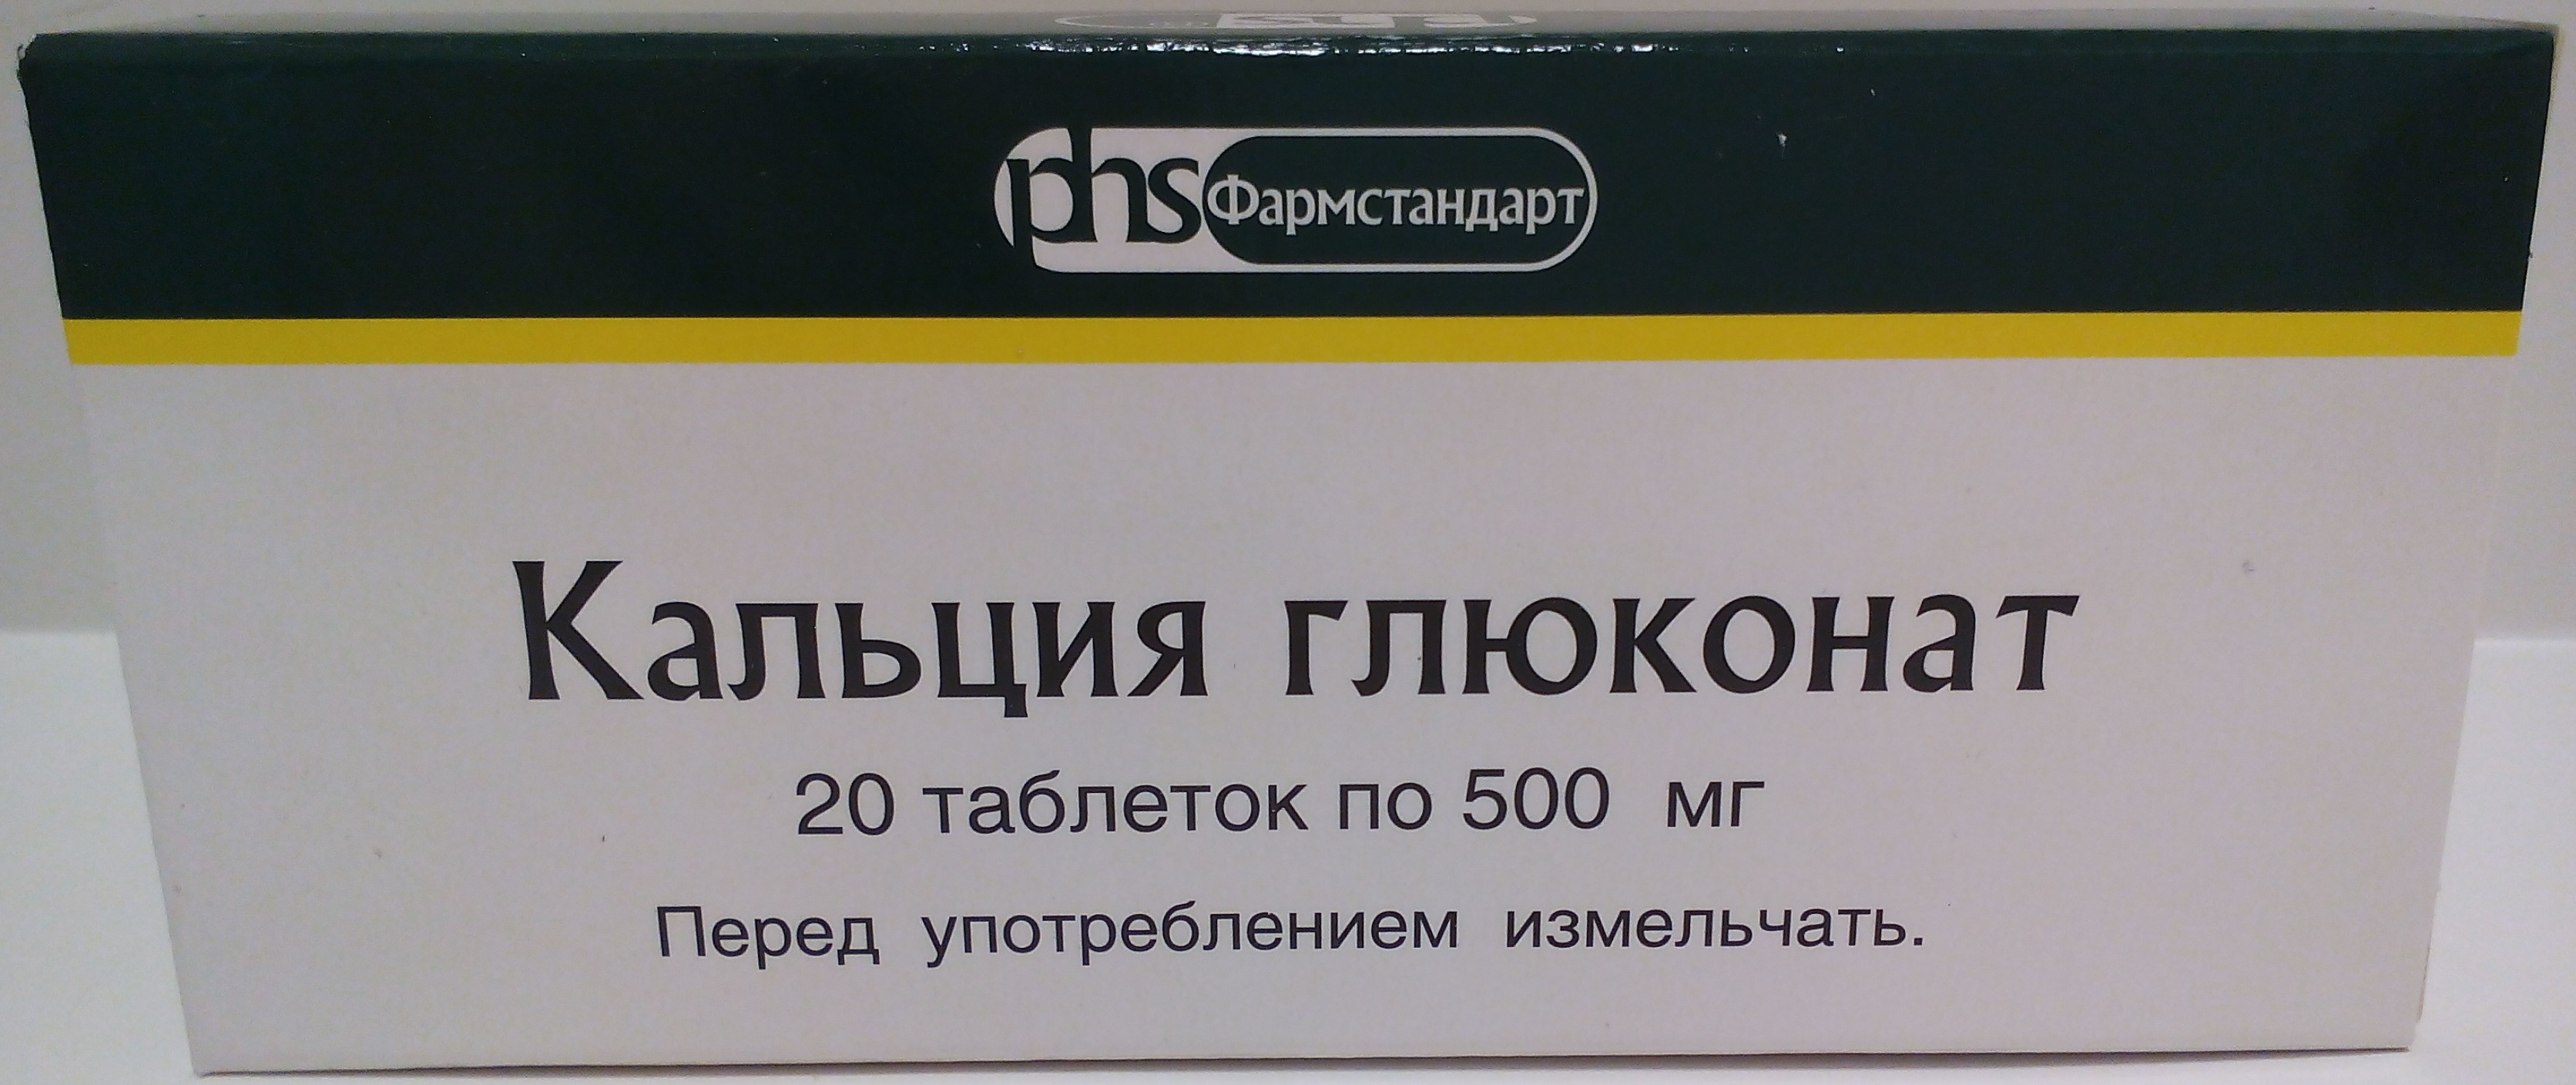 phs Фармстандарт
Кальция глюконат
20 таблеток по 500 мг
Перед употреблением измельчать.